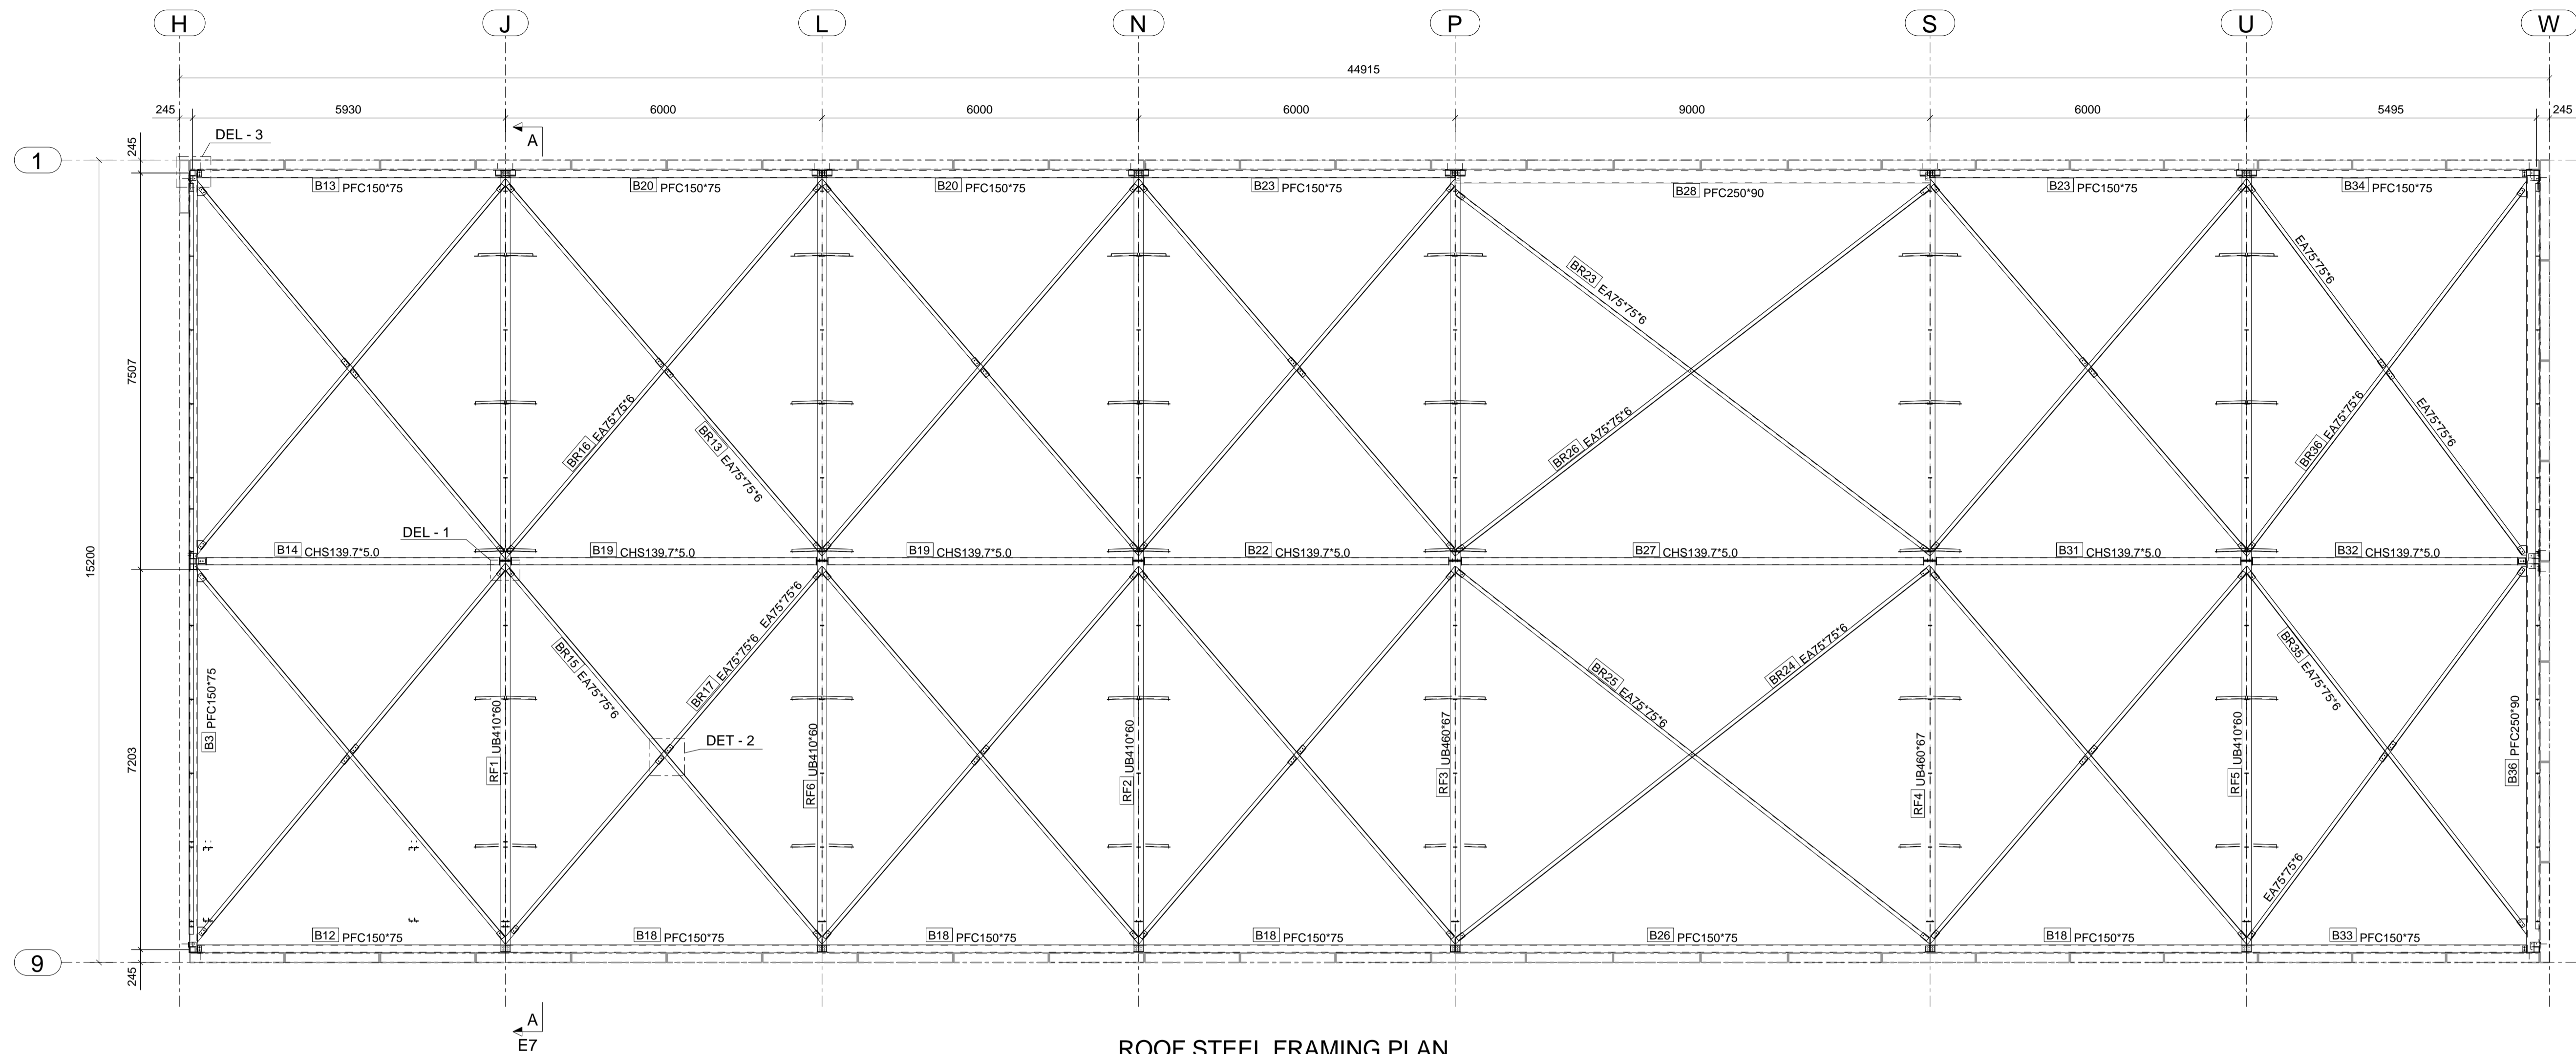 H J L N P S U W
44915
245 5930 6000 6000 6000 9000 6000 5495 245
DEL - 3
A
245
1
B13 PFC150*75
B20 PFC150*75
B20 PFC150*75
B23 PFC150*75
B28 PFC250*90
B23 PFC150*75
B34 PFC150*75
EA75*75*6
BR23 EA75*75*6
7507
BR16 EA75*75*6
BR13 EA75*75*6
BR26 EA75*75*6
BR36 EA75*75*6
EA75*75*6
DEL - 1
B14 CHS139.7*5.0
B19 CHS139.7*5.0
B19 CHS139.7*5.0
B22 CHS139.7*5.0
B27 CHS139.7*5.0
B31 CHS139.7*5.0
B32 CHS139.7*5.0
15200
BR15 EA75*75*6
BR17 EA75*75*6 EA75*75*6
BR25 EA75*75*6
BR24 EA75*75*6
BR35 EA75*75*6
7203
B3 PFC150*75
RF1 UB410*60
DET - 2
RF6 UB410*60
RF2 UB410*60
RF3 UB460*67
RF4 UB460*67
RF5 UB410*60
B36 PFC250*90
EA75*75*6
B12 PFC150*75
B18 PFC150*75
B18 PFC150*75
B18 PFC150*75
B26 PFC150*75
B18 PFC150*75
B33 PFC150*75
9
245
A
E7
ROOF STEEL FRAMING PLAN